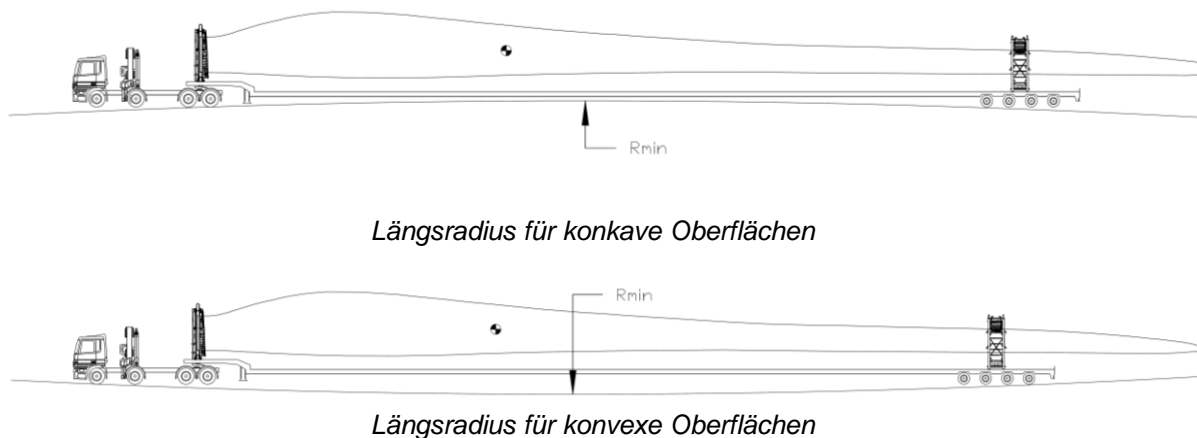 Rmin
Längsradius für konkave Oberflächen
Rmin
Längsradius für konvexe Oberflächen